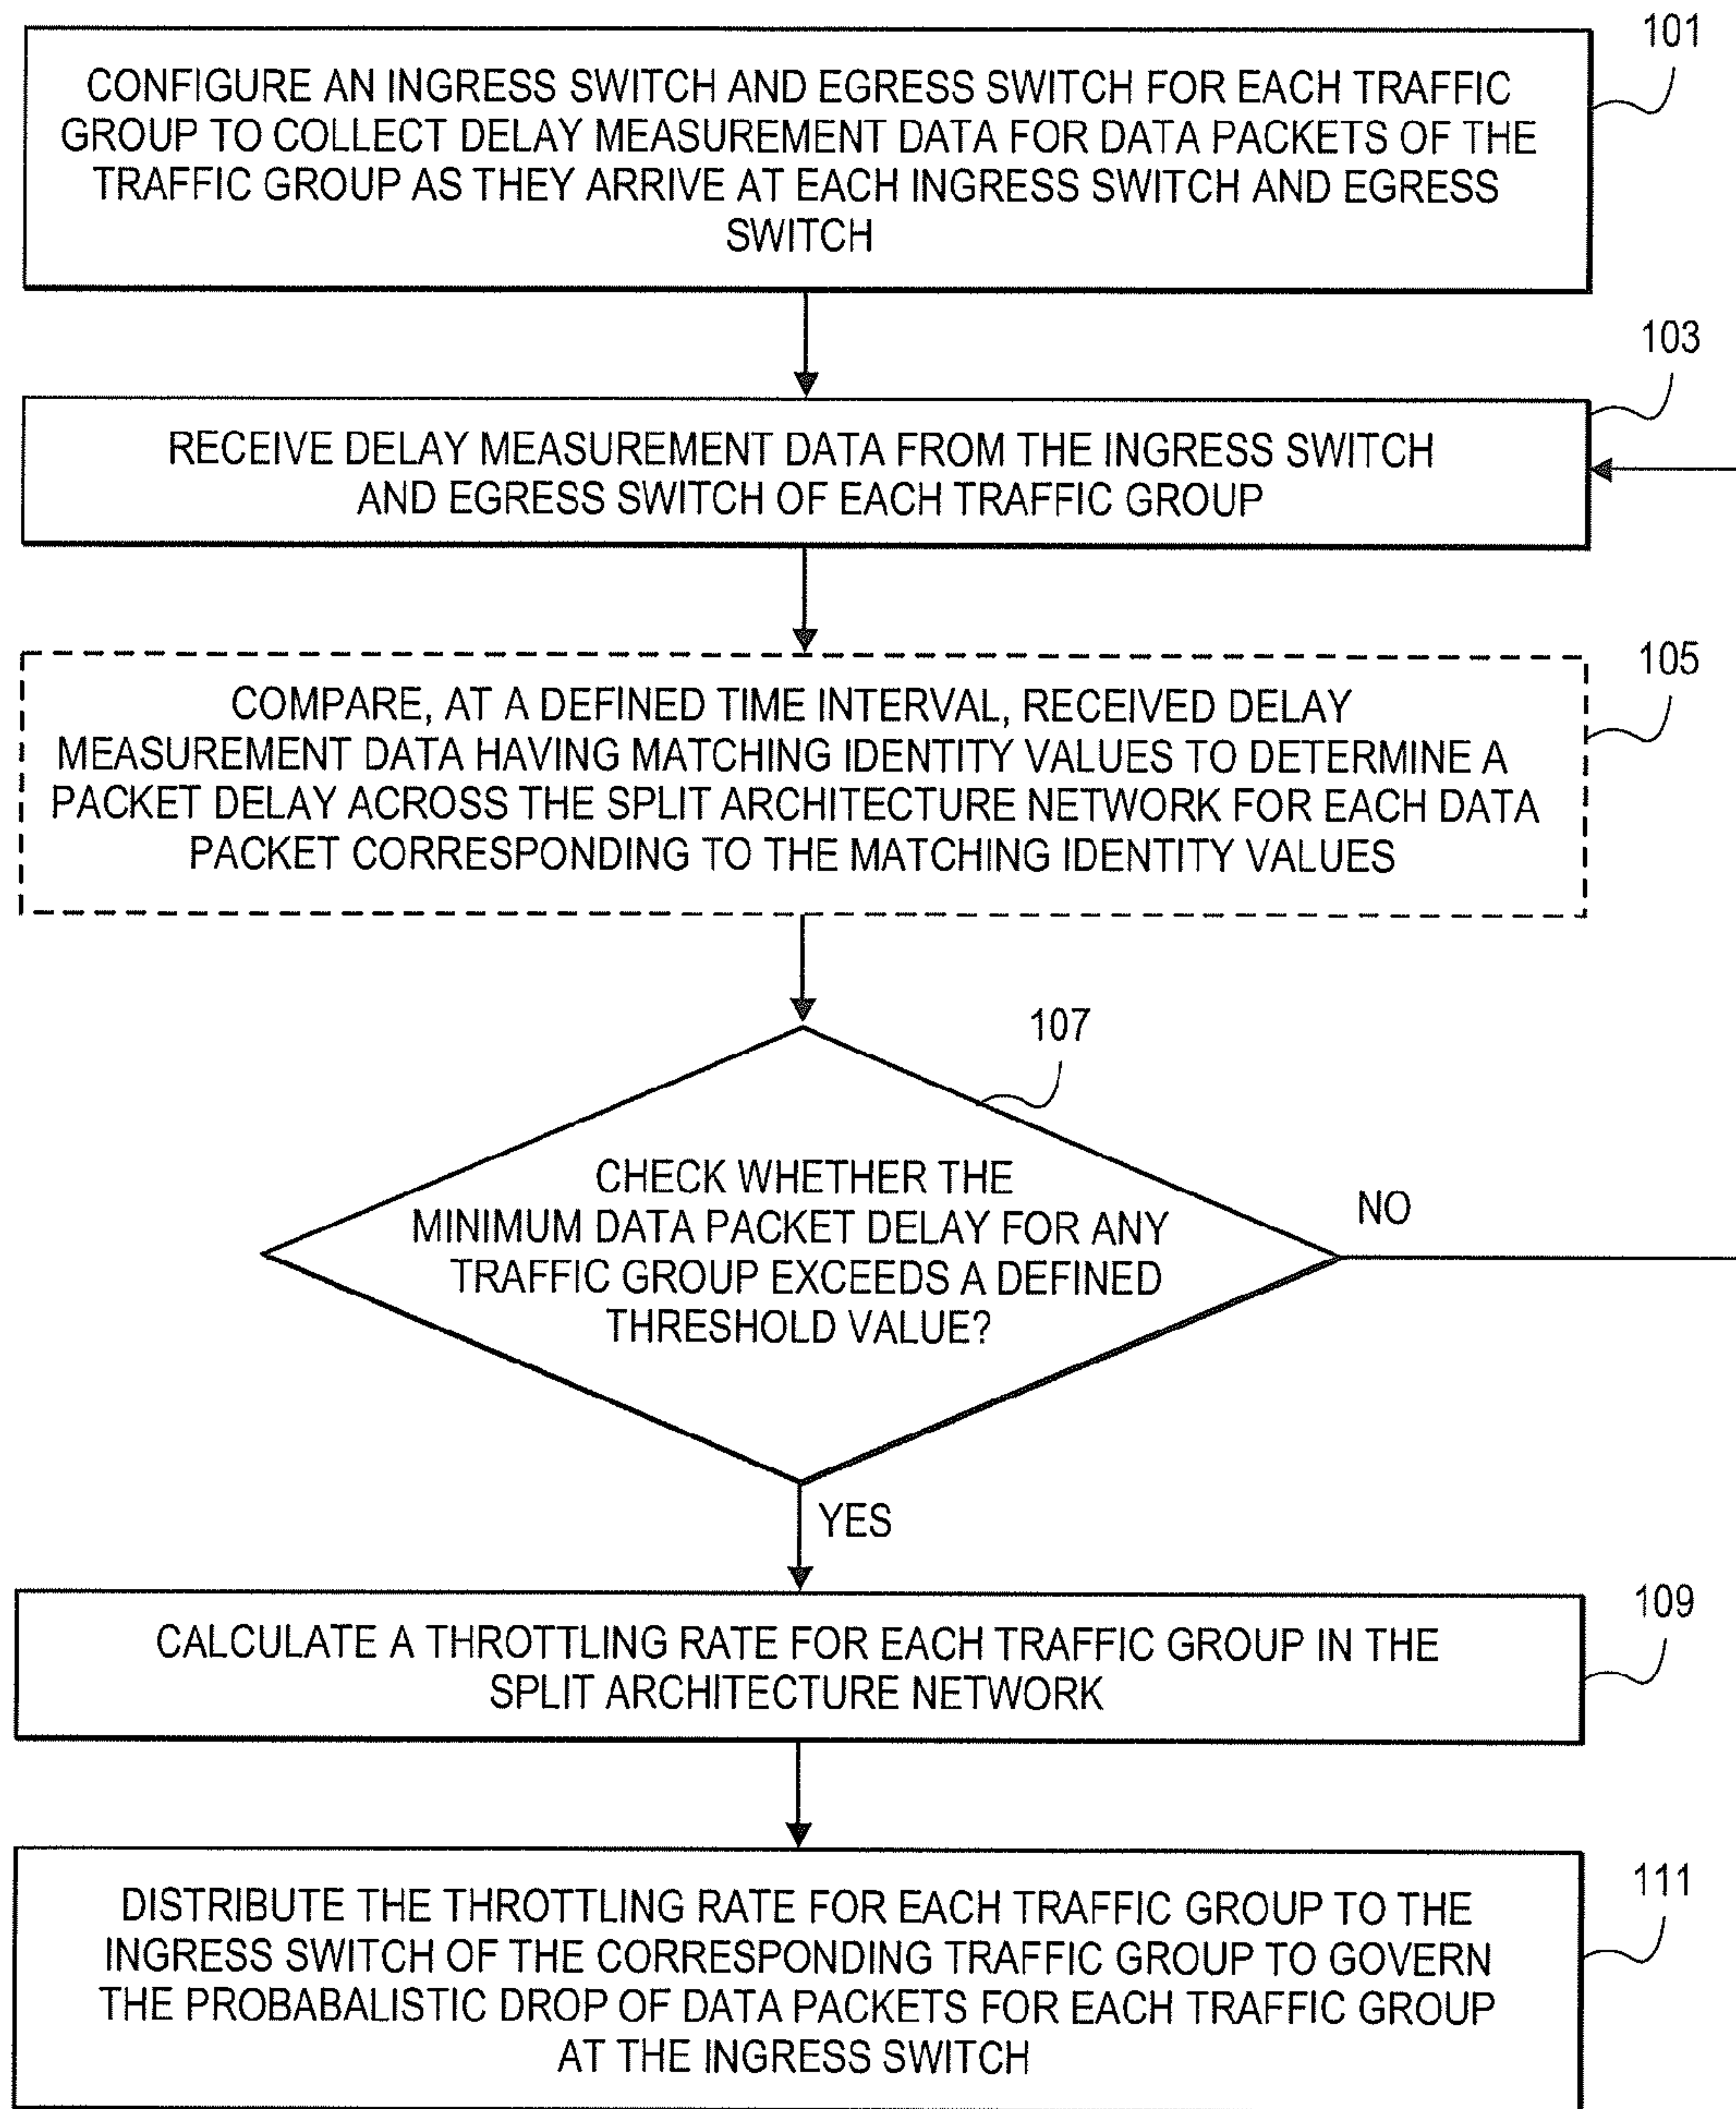 101
CONFIGURE AN INGRESS SWITCH AND EGRESS SWITCH FOR EACH TRAFFIC
GROUP TO COLLECT DELAY MEASUREMENT DATA FOR DATA PACKETS OF THE
TRAFFIC GROUP AS THEY ARRIVE AT EACH INGRESS SWITCH AND EGRESS
SWITCH
103
RECEIVE DELAY MEASUREMENT DATA FROM THE INGRESS SWITCH
AND EGRESS SWITCH OF EACH TRAFFIC GROUP
105
COMPARE, AT A DEFINED TIME INTERVAL, RECEIVED DELAY
MEASUREMENT DATA HAVING MATCHING IDENTITY VALUES TO DETERMINE A
PACKET DELAY ACROSS THE SPLIT ARCHITECTURE NETWORK FOR EACH DATA
PACKET CORRESPONDING TO THE MATCHING IDENTITY VALUES
107
CHECK WHETHER THE
MINIMUM DATA PACKET DELAY FOR ANY
TRAFFIC GROUP EXCEEDS A DEFINED
THRESHOLD VALUE?
NO
YES
109
CALCULATE A THROTTLING RATE FOR EACH TRAFFIC GROUP IN THE
SPLIT ARCHITECTURE NETWORK
111
DISTRIBUTE THE THROTTLING RATE FOR EACH TRAFFIC GROUP TO THE
INGRESS SWITCH OF THE CORRESPONDING TRAFFIC GROUP TO GOVERN
THE PROBABALISTIC DROP OF DATA PACKETS FOR EACH TRAFFIC GROUP
AT THE INGRESS SWITCH